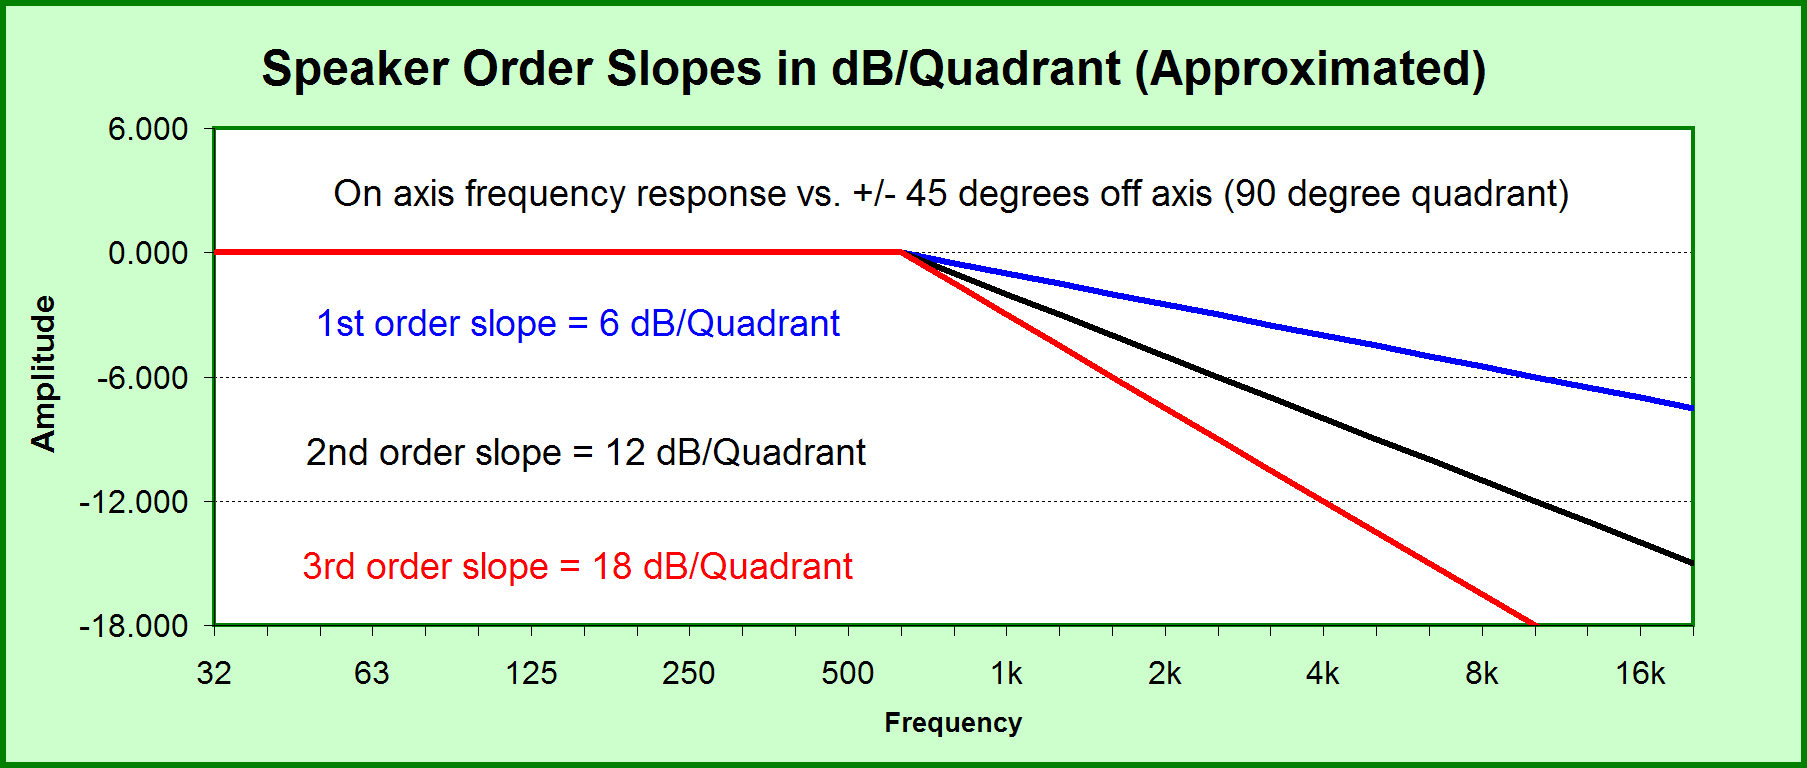 Speaker Order Slopes in dB/Quadrant (Approximated)
6.000
On axis frequency response vs. +/- 45 degrees off axis (90 degree quadrant)
0.000
1st order slope = 6 dB/Quadrant
Amplitude
-6.000
2nd order slope = 12 dB/Quadrant
-12.000
3rd order slope = 18 dB/Quadrant
-18.000
32 63 125 250 500 1k 2k 4k 8k 16k
Frequency